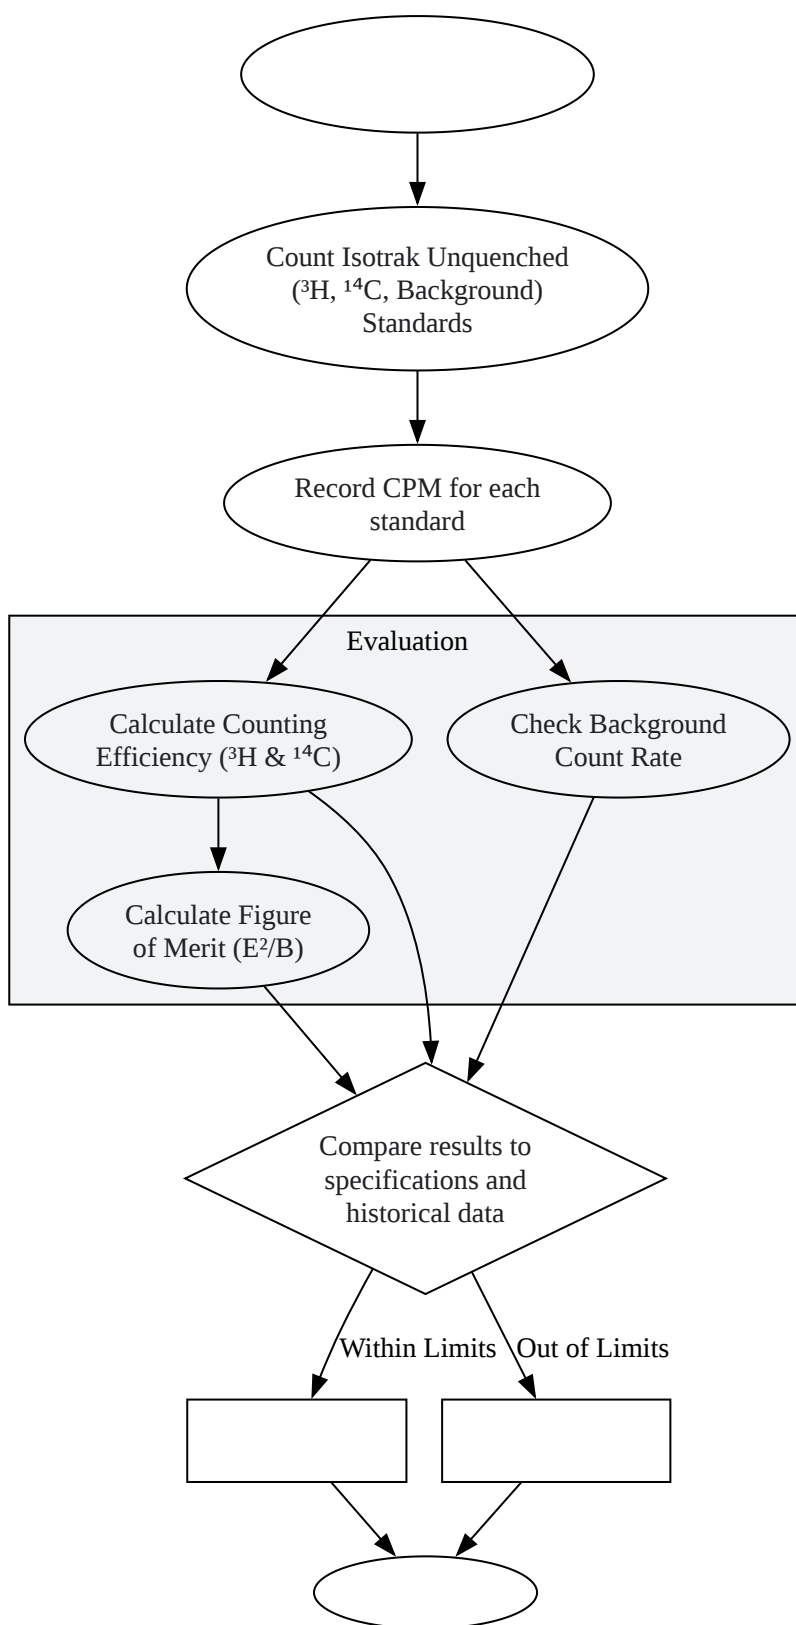 Count Isotrak Unquenched
(³H, ¹⁴C, Background)
Standards
Record CPM for each
standard
Evaluation
Calculate Counting
Efficiency (³H & ¹⁴C)
Check Background
Count Rate
Calculate Figure
of Merit (E²/B)
Compare results to
specifications and
historical data
Within Limits
Out of Limits